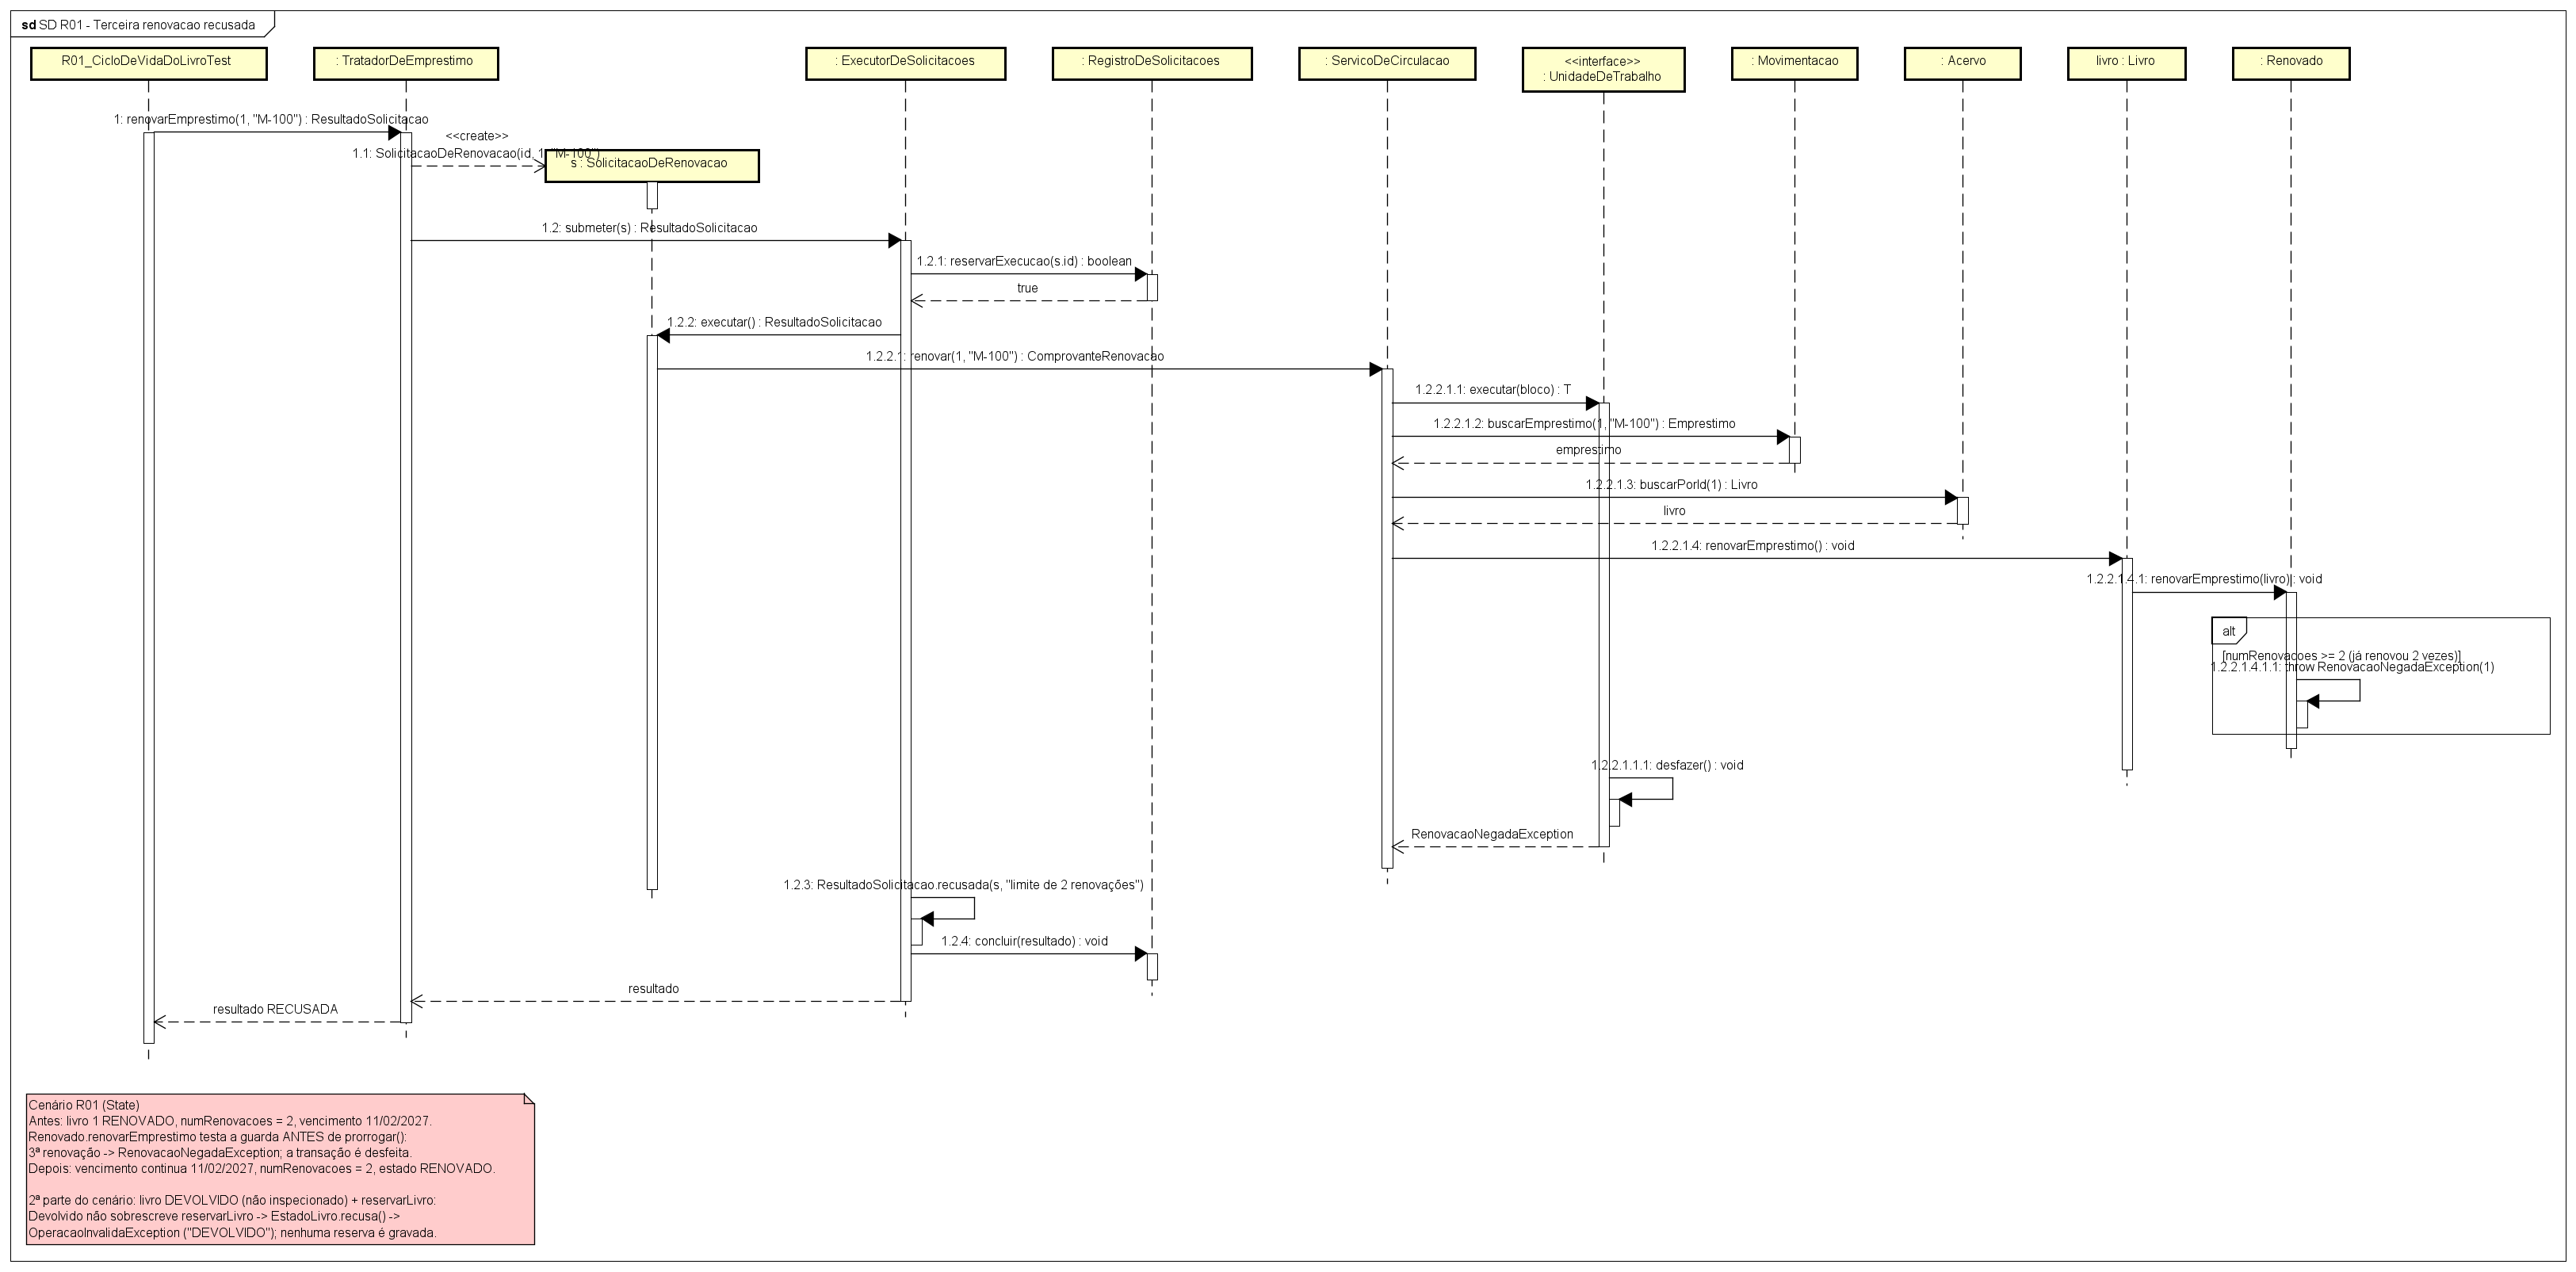 sd SD R01 - Terceira renovacao recusada
R01_CicloDeVidaDoLivroTest
: TratadorDeEmprestimo
: ExecutorDeSolicitacoes
: RegistroDeSolicitacoes
: ServicoDeCirculacao
<<interface>>
: UnidadeDeTrabalho
: Movimentacao
: Acervo
livro : Livro
: Renovado
1: renovarEmprestimo(1, "M-100") : ResultadoSolicitacao
<<create>>
1.1: SolicitacaoDeRenovacao(id, 1, "M-100")
s : SolicitacaoDeRenovacao
1.2: submeter(s) : ResultadoSolicitacao
1.2.1: reservarExecucao(s.id) : boolean
true
1.2.2: executar() : ResultadoSolicitacao
1.2.2.1: renovar(1, "M-100") : ComprovanteRenovacao
1.2.2.1.1: executar(bloco) : T
1.2.2.1.2: buscarEmprestimo(1, "M-100") : Emprestimo
emprestimo
1.2.2.1.3: buscarPorId(1) : Livro
livro
1.2.2.1.4: renovarEmprestimo() : void
1.2.2.1.4.1: renovarEmprestimo(livro) : void
alt
[numRenovacoes >= 2 (já renovou 2 vezes)]
1.2.2.1.4.1.1: throw RenovacaoNegadaException(1)
1.2.2.1.1.1: desfazer() : void
RenovacaoNegadaException
1.2.3: ResultadoSolicitacao.recusada(s, "limite de 2 renovações")
1.2.4: concluir(resultado) : void
resultado
resultado RECUSADA
Cenário R01 (State)
Antes: livro 1 RENOVADO, numRenovacoes = 2, vencimento 11/02/2027.
Renovado.renovarEmprestimo testa a guarda ANTES de prorrogar():
3ª renovação -> RenovacaoNegadaException; a transação é desfeita.
Depois: vencimento continua 11/02/2027, numRenovacoes = 2, estado RENOVADO.
2ª parte do cenário: livro DEVOLVIDO (não inspecionado) + reservarLivro:
Devolvido não sobrescreve reservarLivro -> EstadoLivro.recusa() ->
OperacaoInvalidaException ("DEVOLVIDO"); nenhuma reserva é gravada.